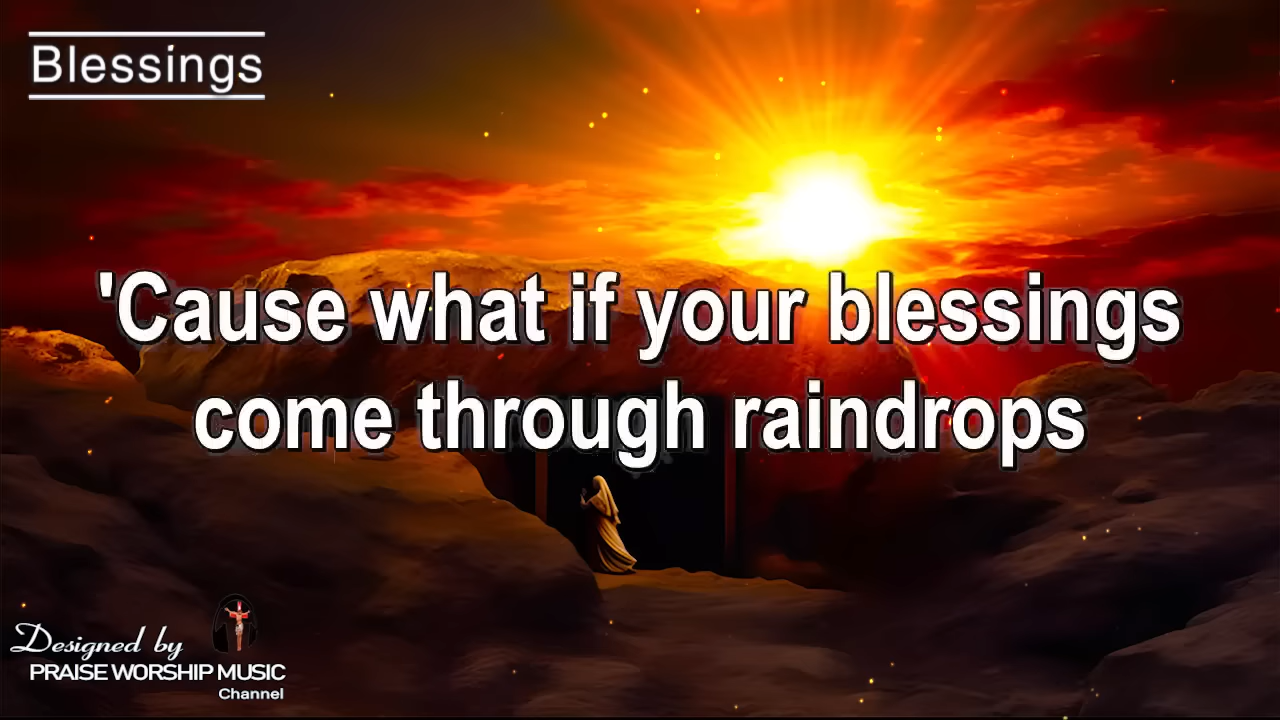 Blessings
'Cause what if your blessings
come through raindrops
Designed by
PRAISE WORSHIP MUSIC
Channel